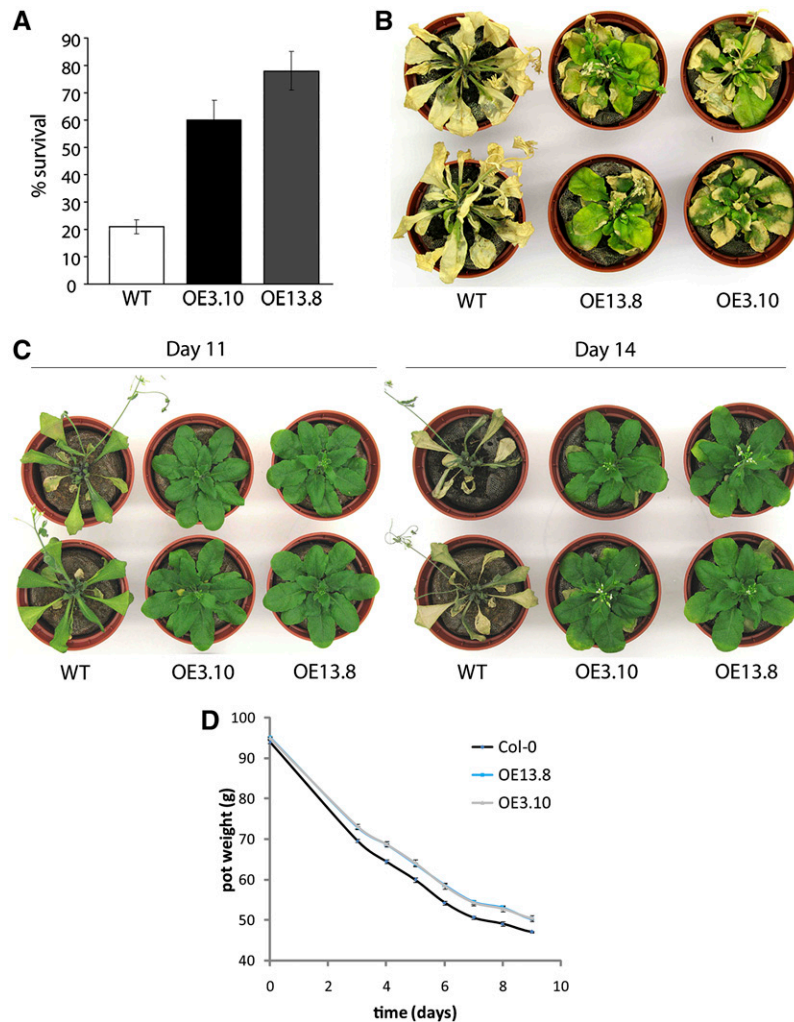 A
90
80
70
60
50
40
30
20
10
0
% survival
WT OE3.10 OE13.8
B
WT OE13.8 OE3.10
C
Day 11 Day 14
WT OE3.10 OE13.8 WT OE3.10 OE13.8
D
100
90
80
70
60
50
40
pot weight (g)
Col-0
OE13.8
OE3.10
0 2 4 6 8 10
time (days)